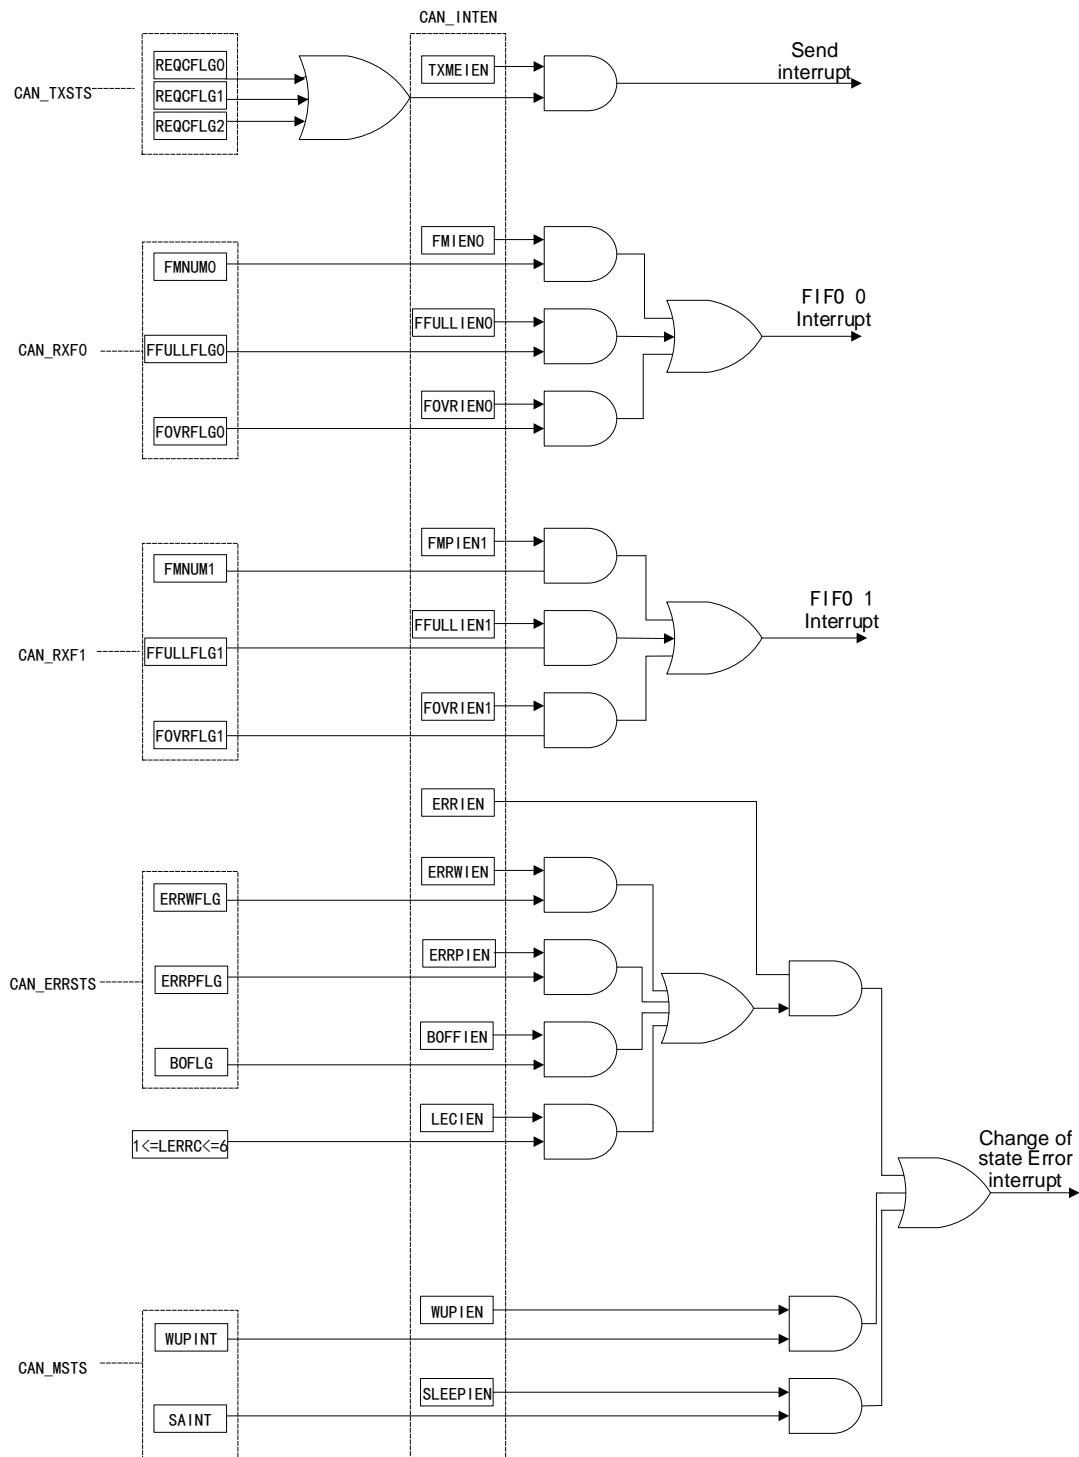 CAN_INTEN
REQCFLG0
REQCFLG1
REQCFLG2
CAN_TXSTS
TXMEIEN
Send
interrupt
FMIEN0
FMNUM0
FFULLIEN0
CAN_RXF0
FFULLFLG0
FOVRIEN0
FOVRFLG0
FIFO 0
Interrupt
FMPIEN1
FMNUM1
FFULLIEN1
CAN_RXF1
FFULLFLG1
FOVRIEN1
FOVRFLG1
FIFO 1
Interrupt
ERRIEN
ERRWIEN
ERRWFLG
ERRPIEN
CAN_ERRSTS
ERRPFLG
BOFFIEN
BOFLG
LECIEN
1<=LERRC<=6
Change of
state Error
interrupt
WUPIEN
WUPINT
CAN_MSTS
SLEEPIEN
SAINT